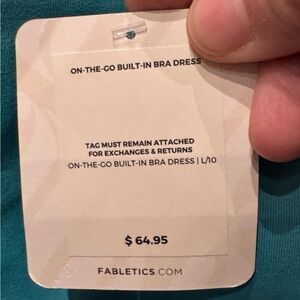 ON-THE-GO BUILT-IN BRA DRESS
TAG MUST REMAIN ATTACHED
FOR EXCHANGES & RETURNS
ON-THE-GO BUILT-IN BRA DRESS | L/10
$ 64.95
FABLETICS.COM